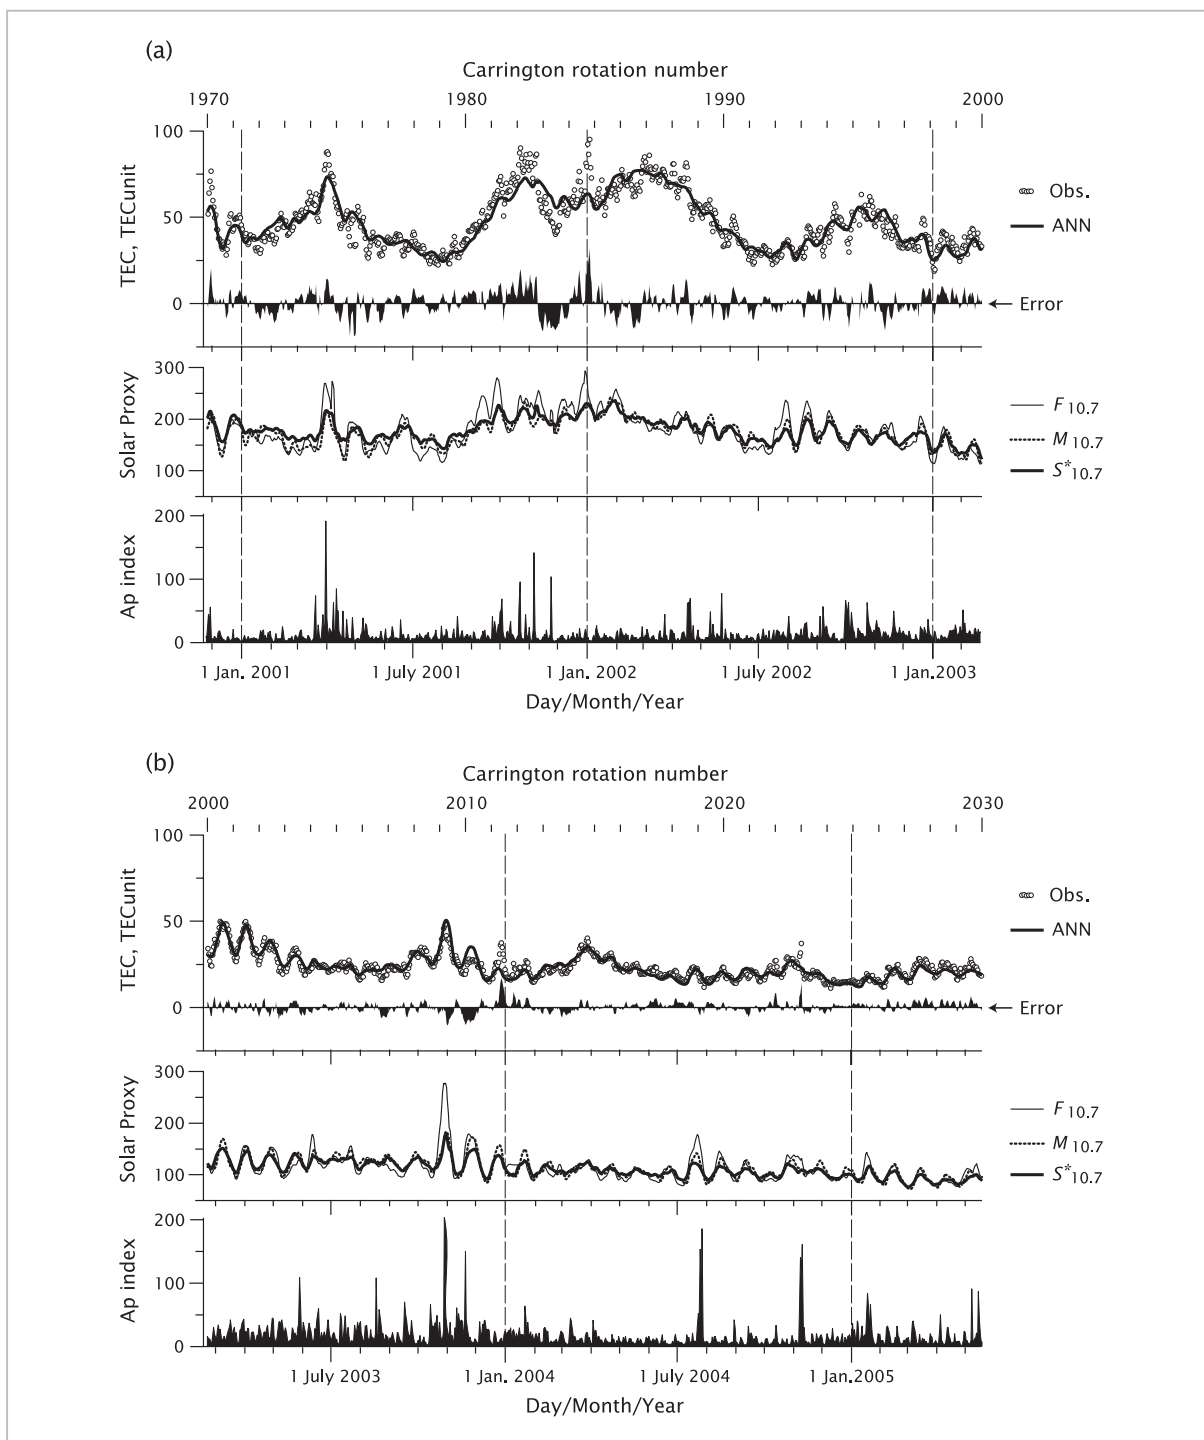 (a)
Carrington rotation number
1970 1980 1990 2000
100
50
0
TEC, TECunit
Obs.
ANN
Error
300
200
100
Solar Proxy
F10.7
M10.7
S*10.7
200
100
0
Ap index
1 Jan. 2001 1 July 2001 1 Jan. 2002 1 July 2002 1 Jan.2003
Day/Month/Year
(b)
Carrington rotation number
2000 2010 2020 2030
100
50
0
TEC, TECunit
Obs.
ANN
Error
300
200
100
Solar Proxy
F10.7
M10.7
S*10.7
200
100
0
Ap index
1 July 2003 1 Jan. 2004 1 July 2004 1 Jan.2005
Day/Month/Year